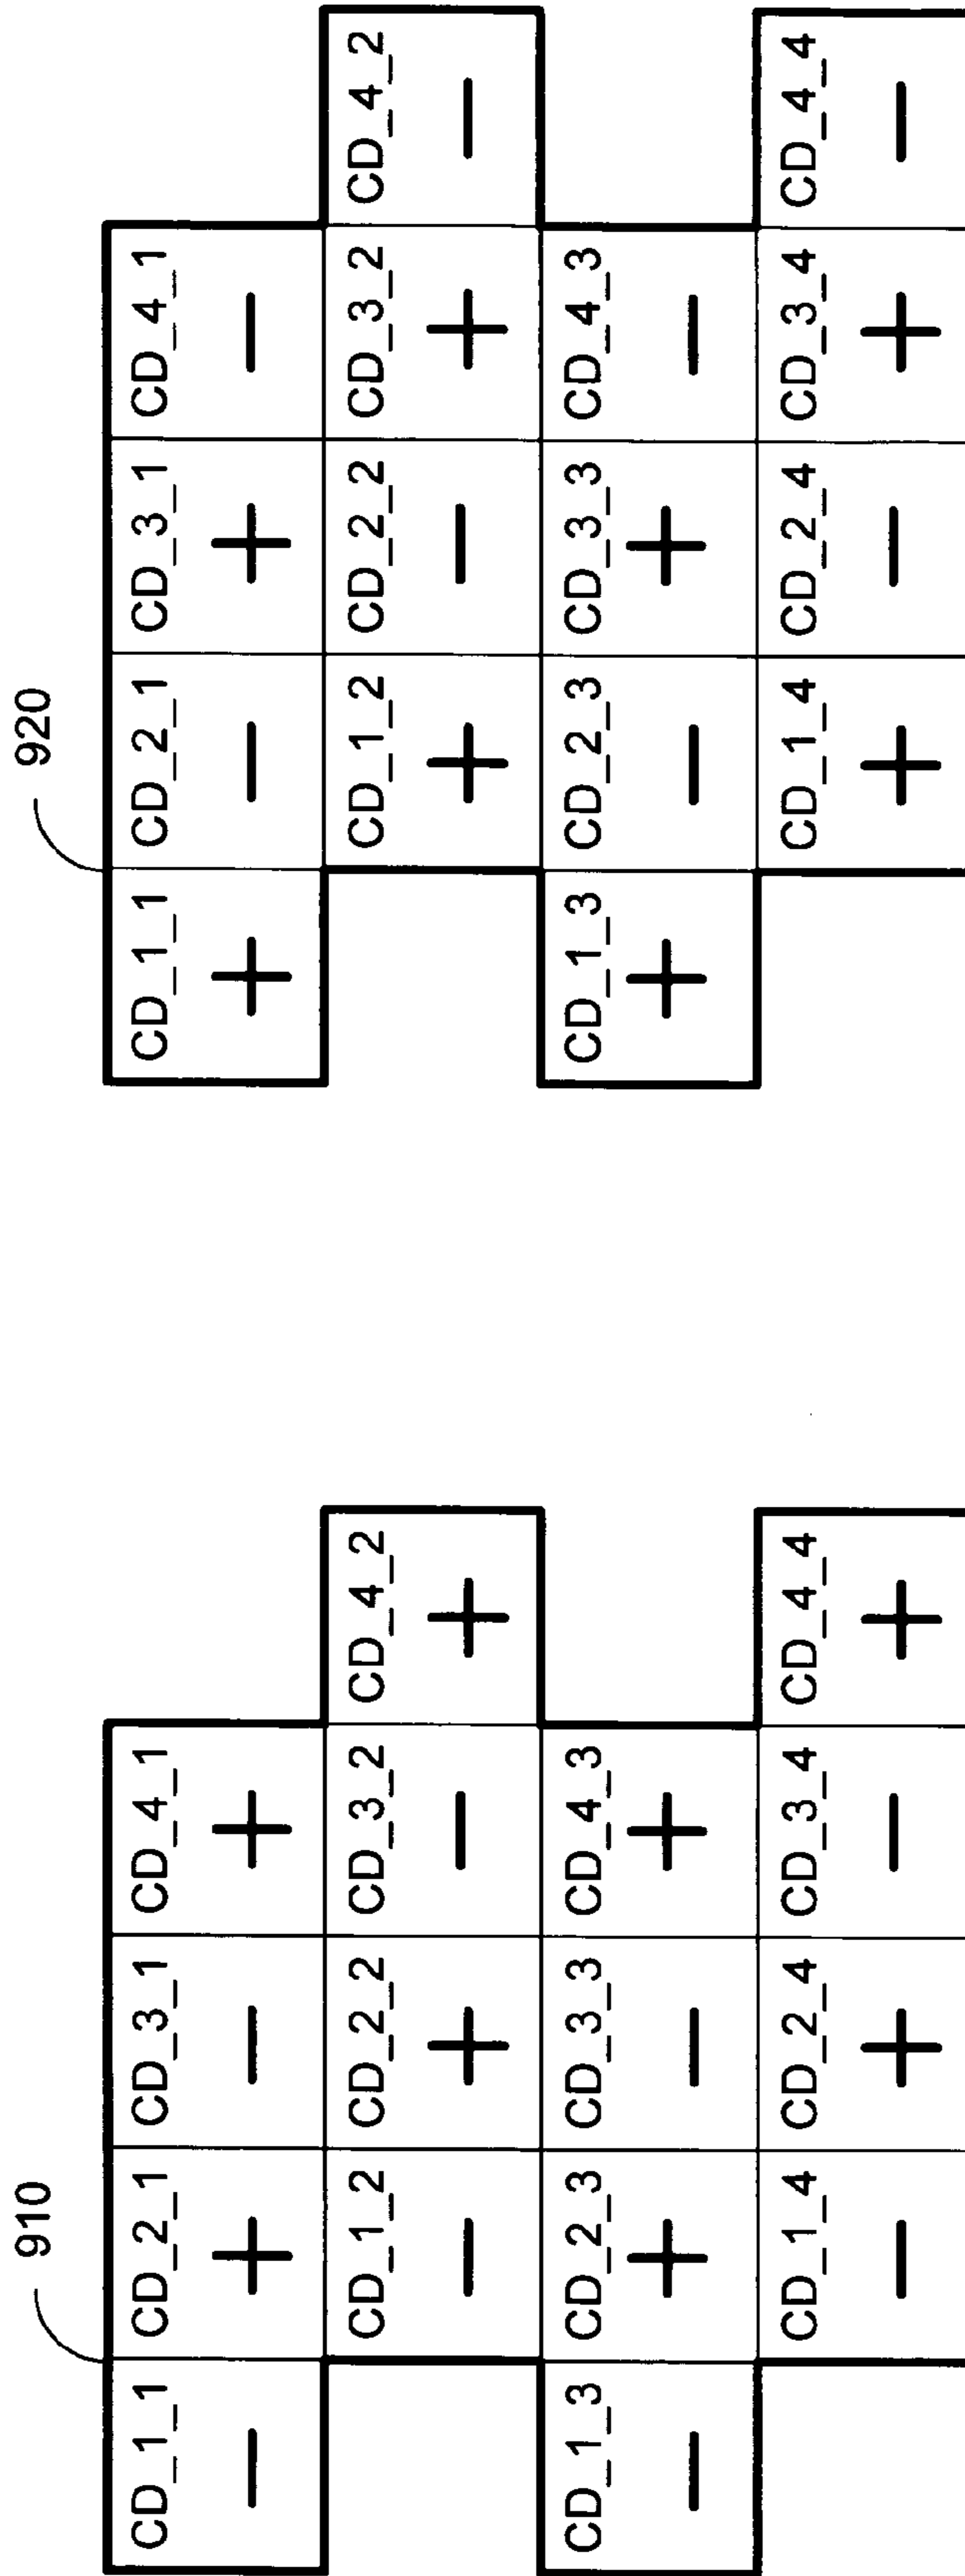 910
CD_1_1 CD_2_1 CD_3_1 CD_4_1
− + − +
CD_1_2 CD_2_2 CD_3_2 CD_4_2
− + − +
CD_1_3 CD_2_3 CD_3_3 CD_4_3
− + − +
CD_1_4 CD_2_4 CD_3_4 CD_4_4
− + − +
920
CD_1_1 CD_2_1 CD_3_1 CD_4_1
+ − + −
CD_1_2 CD_2_2 CD_3_2 CD_4_2
+ − + −
CD_1_3 CD_2_3 CD_3_3 CD_4_3
+ − + −
CD_1_4 CD_2_4 CD_3_4 CD_4_4
+ − + −